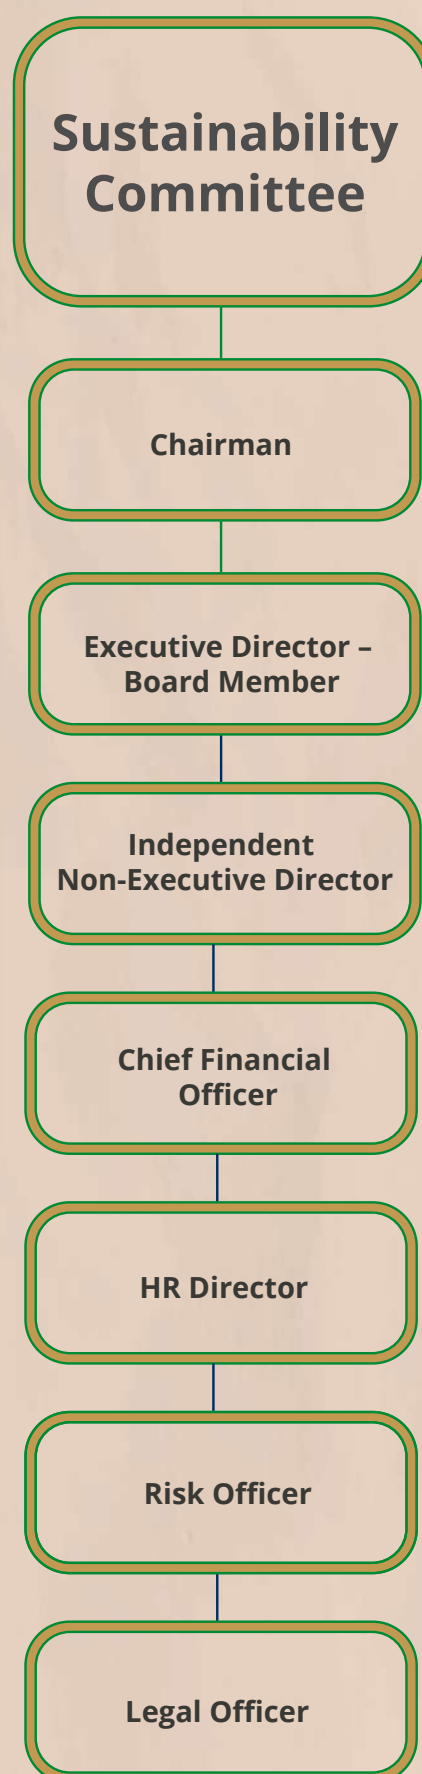 Sustainability
Committee
Chairman
Executive Director –
Board Member
Independent
Non-Executive Director
Chief Financial
Officer
HR Director
Risk Officer
Legal Officer